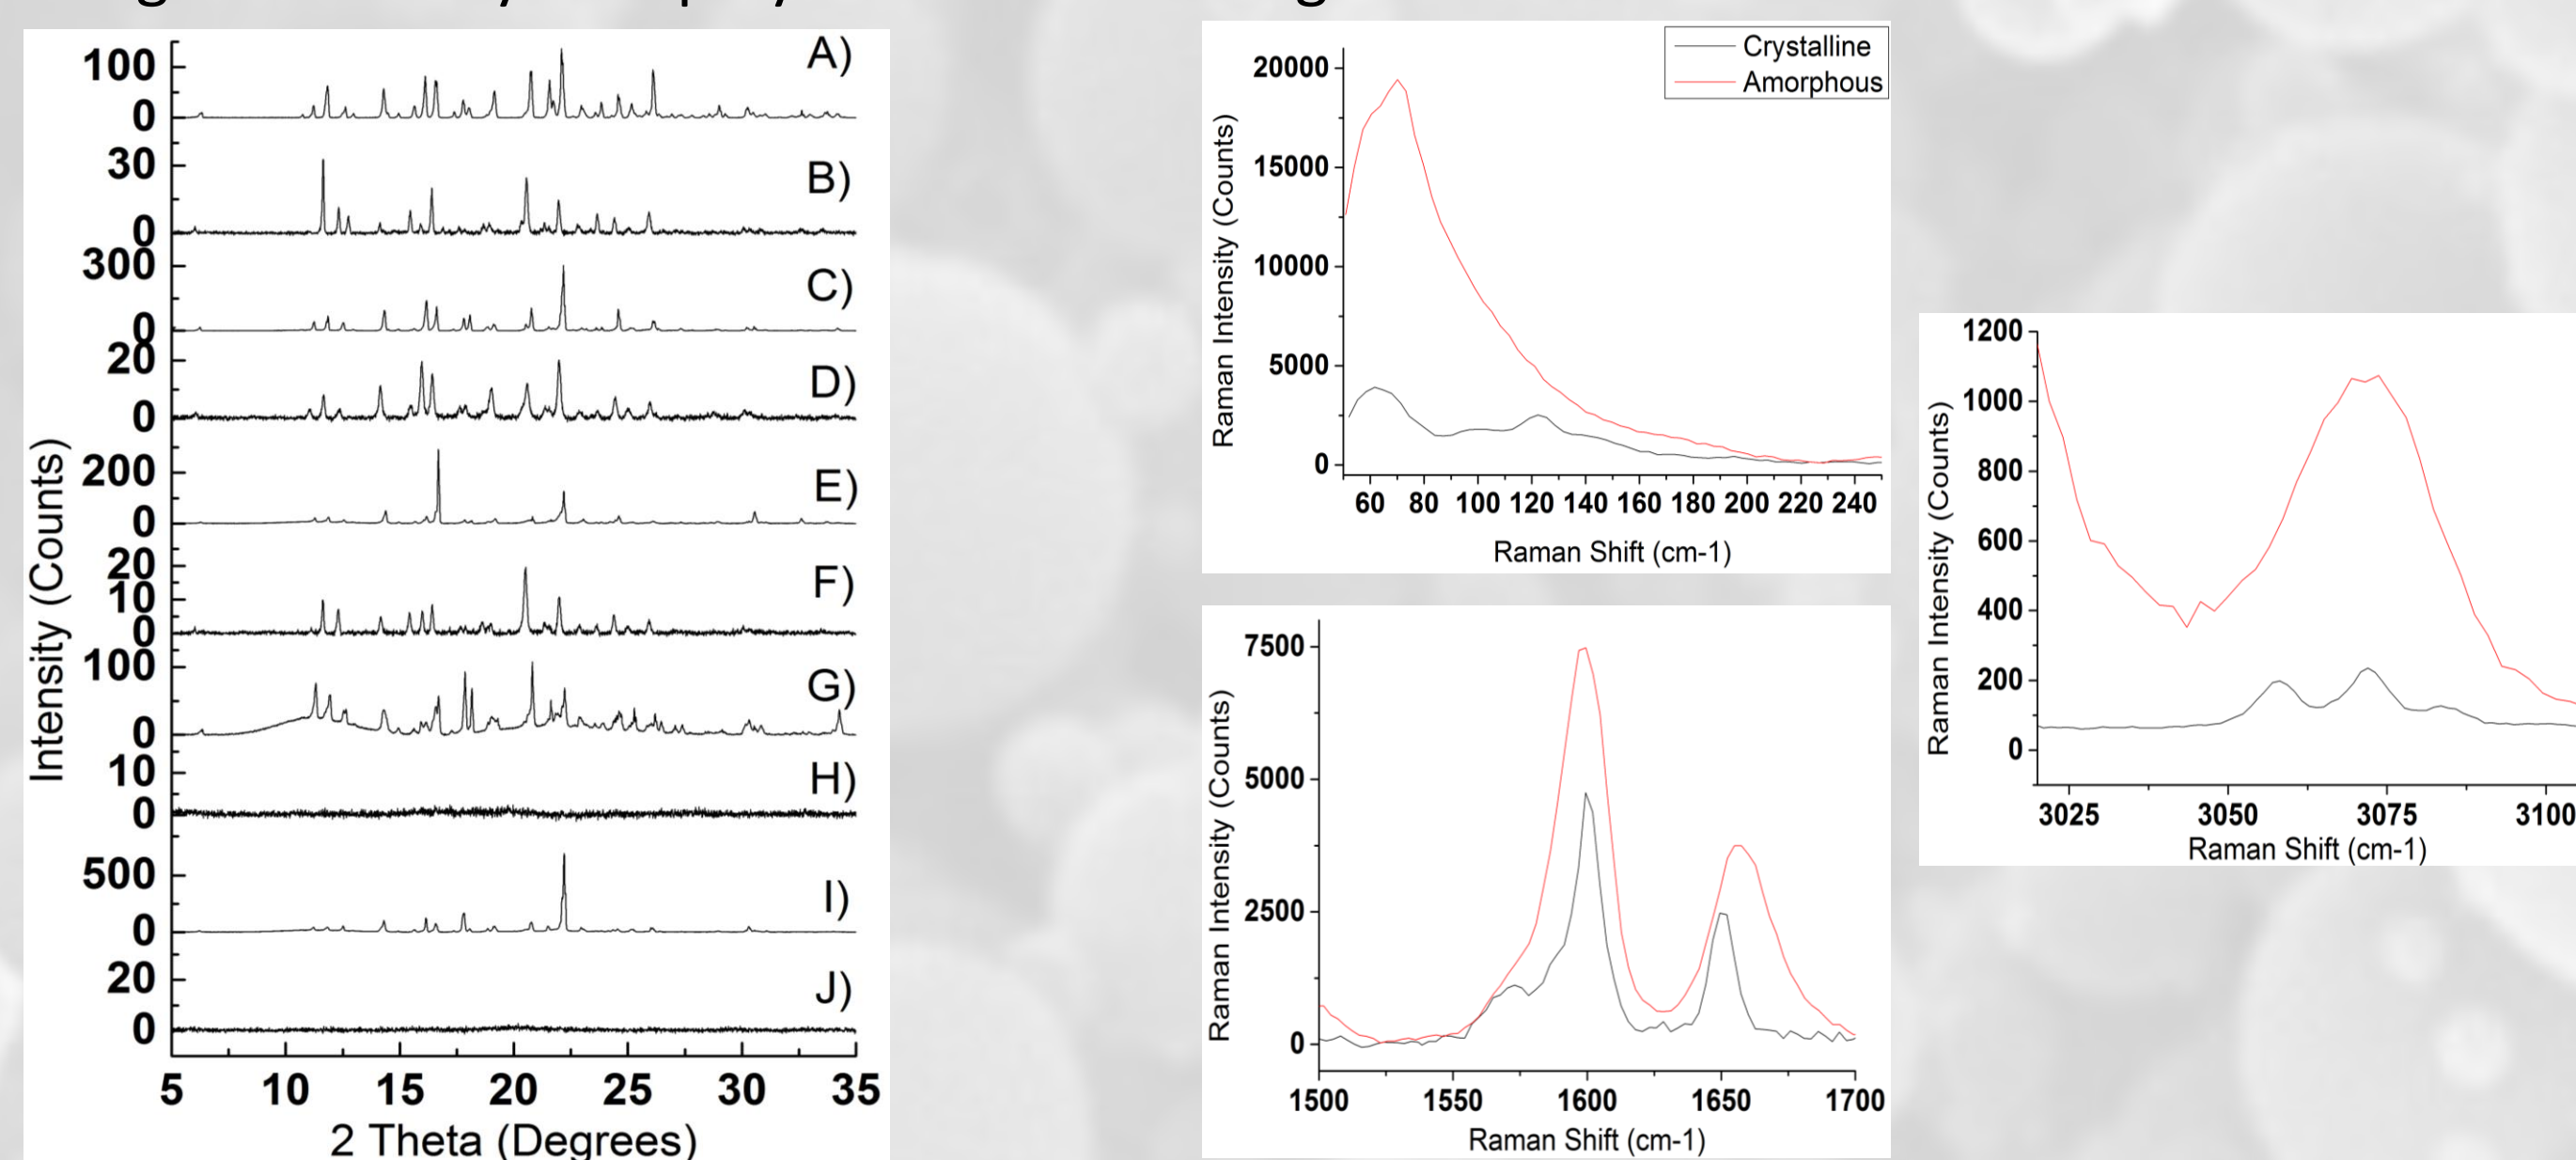 100
0
A)
30
0
B)
300
0
C)
20
0
D)
200
0
E)
20
10
0
F)
100
0
G)
10
0
H)
500
0
I)
20
0
J)
Intensity (Counts)
5 10 15 20 25 30 35
2 Theta (Degrees)
Crystalline
Amorphous
20000
15000
10000
5000
0
Raman Intensity (Counts)
60 80 100 120 140 160 180 200 220 240
Raman Shift (cm-1)
7500
5000
2500
0
Raman Intensity (Counts)
1500 1550 1600 1650 1700
Raman Shift (cm-1)
1200
1000
800
600
400
200
0
Raman Intensity (Counts)
3025 3050 3075 3100
Raman Shift (cm-1)